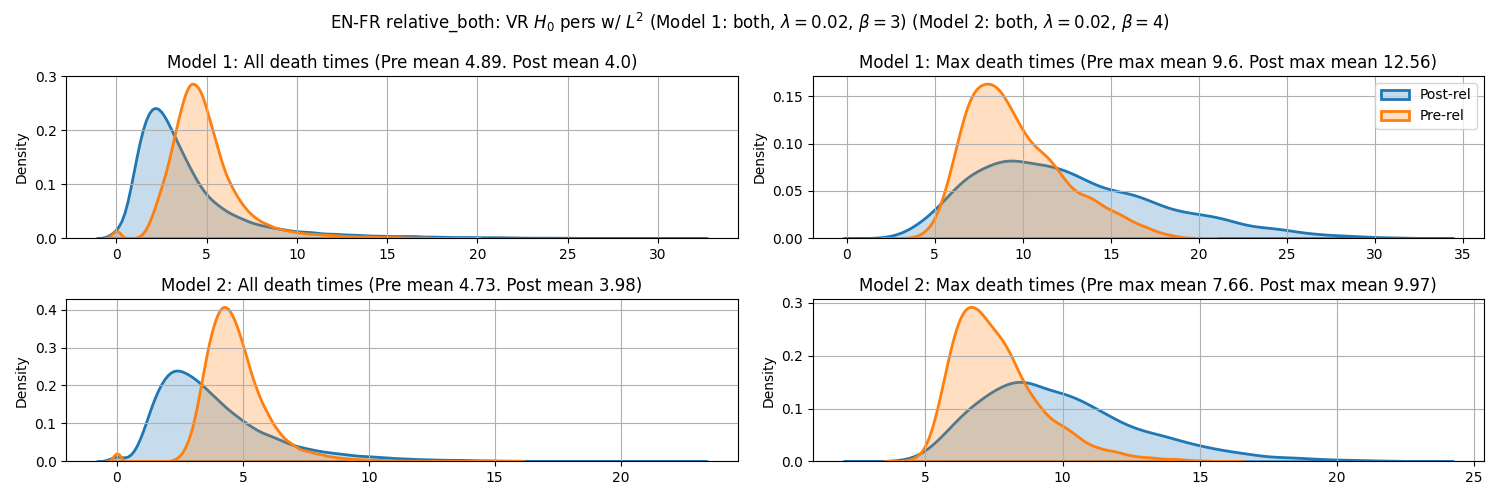 EN-FR relative_both: VR $H_0$ pers w/ $L^2$ (Model 1: both, λ = 0.02, β = 3) (Model 2: both, λ = 0.02, β = 4)
Model 1: All death times (Pre mean 4.89. Post mean 4.0)
Density
0.3
0.2
0.1
0.0
0 5 10 15 20 25 30
Model 1: Max death times (Pre max mean 9.6. Post max mean 12.56)
Density
0.15
0.10
0.05
0.00
0 5 10 15 20 25 30 35
Post-rel
Pre-rel
Model 2: All death times (Pre mean 4.73. Post mean 3.98)
Density
0.4
0.3
0.2
0.1
0.0
0 5 10 15 20
Model 2: Max death times (Pre max mean 7.66. Post max mean 9.97)
Density
0.3
0.2
0.1
0.0
5 10 15 20 25